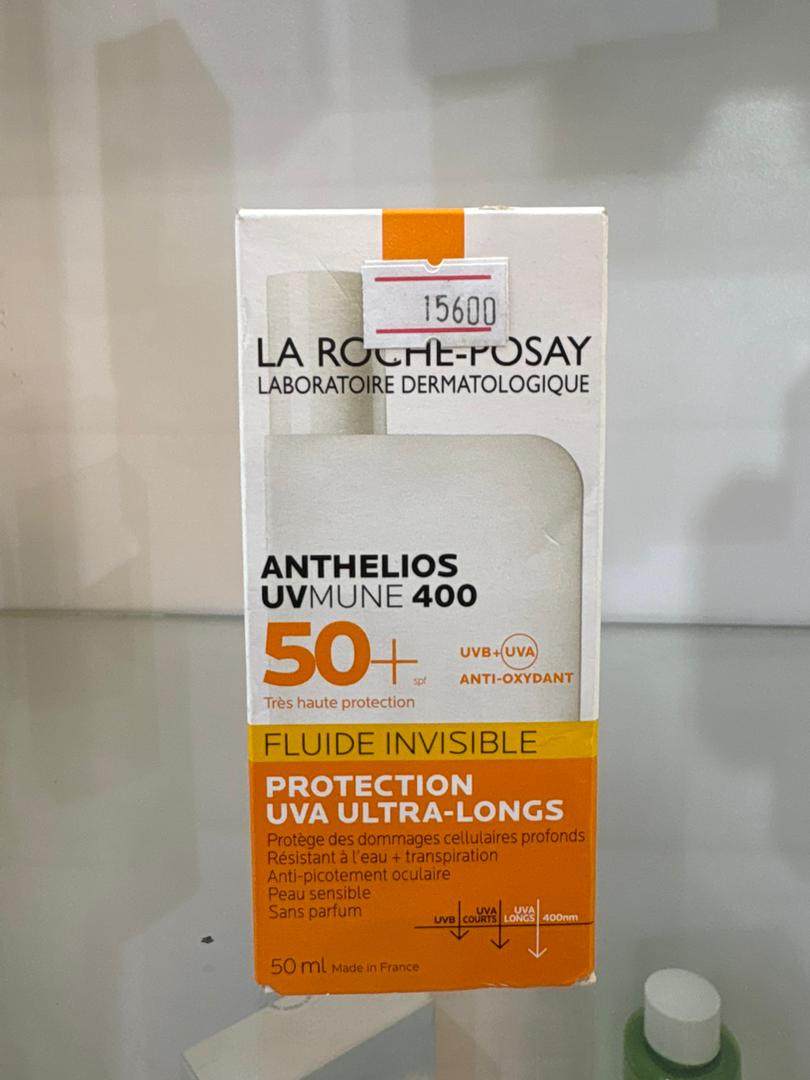 15600
LA ROCHE-POSAY
LABORATOIRE DERMATOLOGIQUE
ANTHELIOS
UVMUNE 400
50+
spf
UVB+UVA
ANTI-OXYDANT
Très haute protection
FLUIDE INVISIBLE
PROTECTION
UVA ULTRA-LONGS
Protège des dommages cellulaires profonds
Résistant à l'eau + transpiration
Anti-picotement oculaire
Peau sensible
Sans parfum
UVB
UVA COURTS
UVA LONGS
400nm
50 ml Made in France